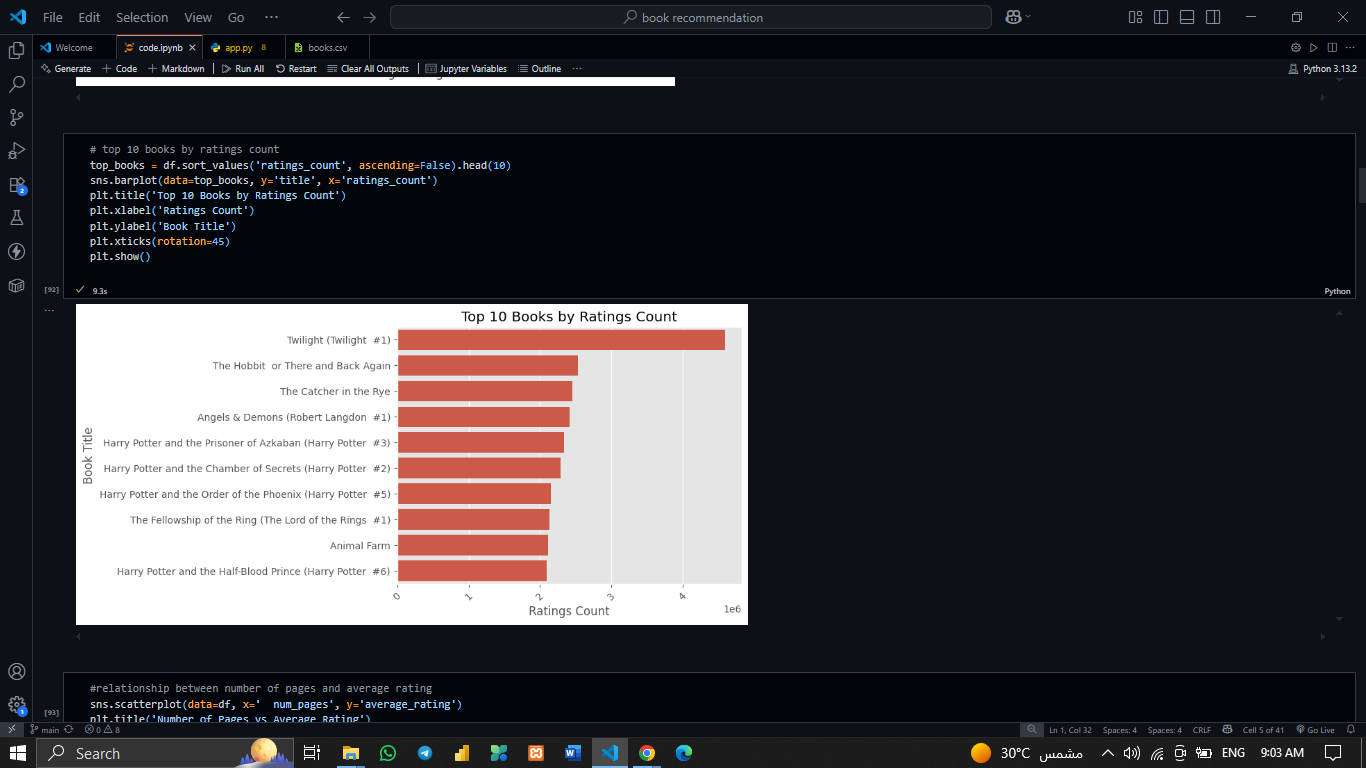 File Edit Selection View Go ··· book recommendation
Welcome code.ipynb app.py 8 books.csv
Generate + Code + Markdown Run All Restart Clear All Outputs Jupyter Variables Outline ··· Python 3.13.2
# top 10 books by ratings count
top_books = df.sort_values('ratings_count', ascending=False).head(10)
sns.barplot(data=top_books, y='title', x='ratings_count')
plt.title('Top 10 Books by Ratings Count')
plt.xlabel('Ratings Count')
plt.ylabel('Book Title')
plt.xticks(rotation=45)
plt.show()
[92] 9.3s Python
Top 10 Books by Ratings Count
Twilight (Twilight #1)
The Hobbit or There and Back Again
The Catcher in the Rye
Angels & Demons (Robert Langdon #1)
Harry Potter and the Prisoner of Azkaban (Harry Potter #3)
Harry Potter and the Chamber of Secrets (Harry Potter #2)
Harry Potter and the Order of the Phoenix (Harry Potter #5)
The Fellowship of the Ring (The Lord of the Rings #1)
Animal Farm
Harry Potter and the Half-Blood Prince (Harry Potter #6)
Book Title
0 1 2 3 4
1e6
Ratings Count
#relationship between number of pages and average rating
sns.scatterplot(data=df, x='  num_pages', y='average_rating')
[93] plt.title('Number of Pages vs Average Rating')
main 0 8 Ln 1, Col 32 Spaces: 4 Spaces: 4 CRLF Cell 5 of 41 Go Live
Search 30°C مشمس ENG 9:03 AM